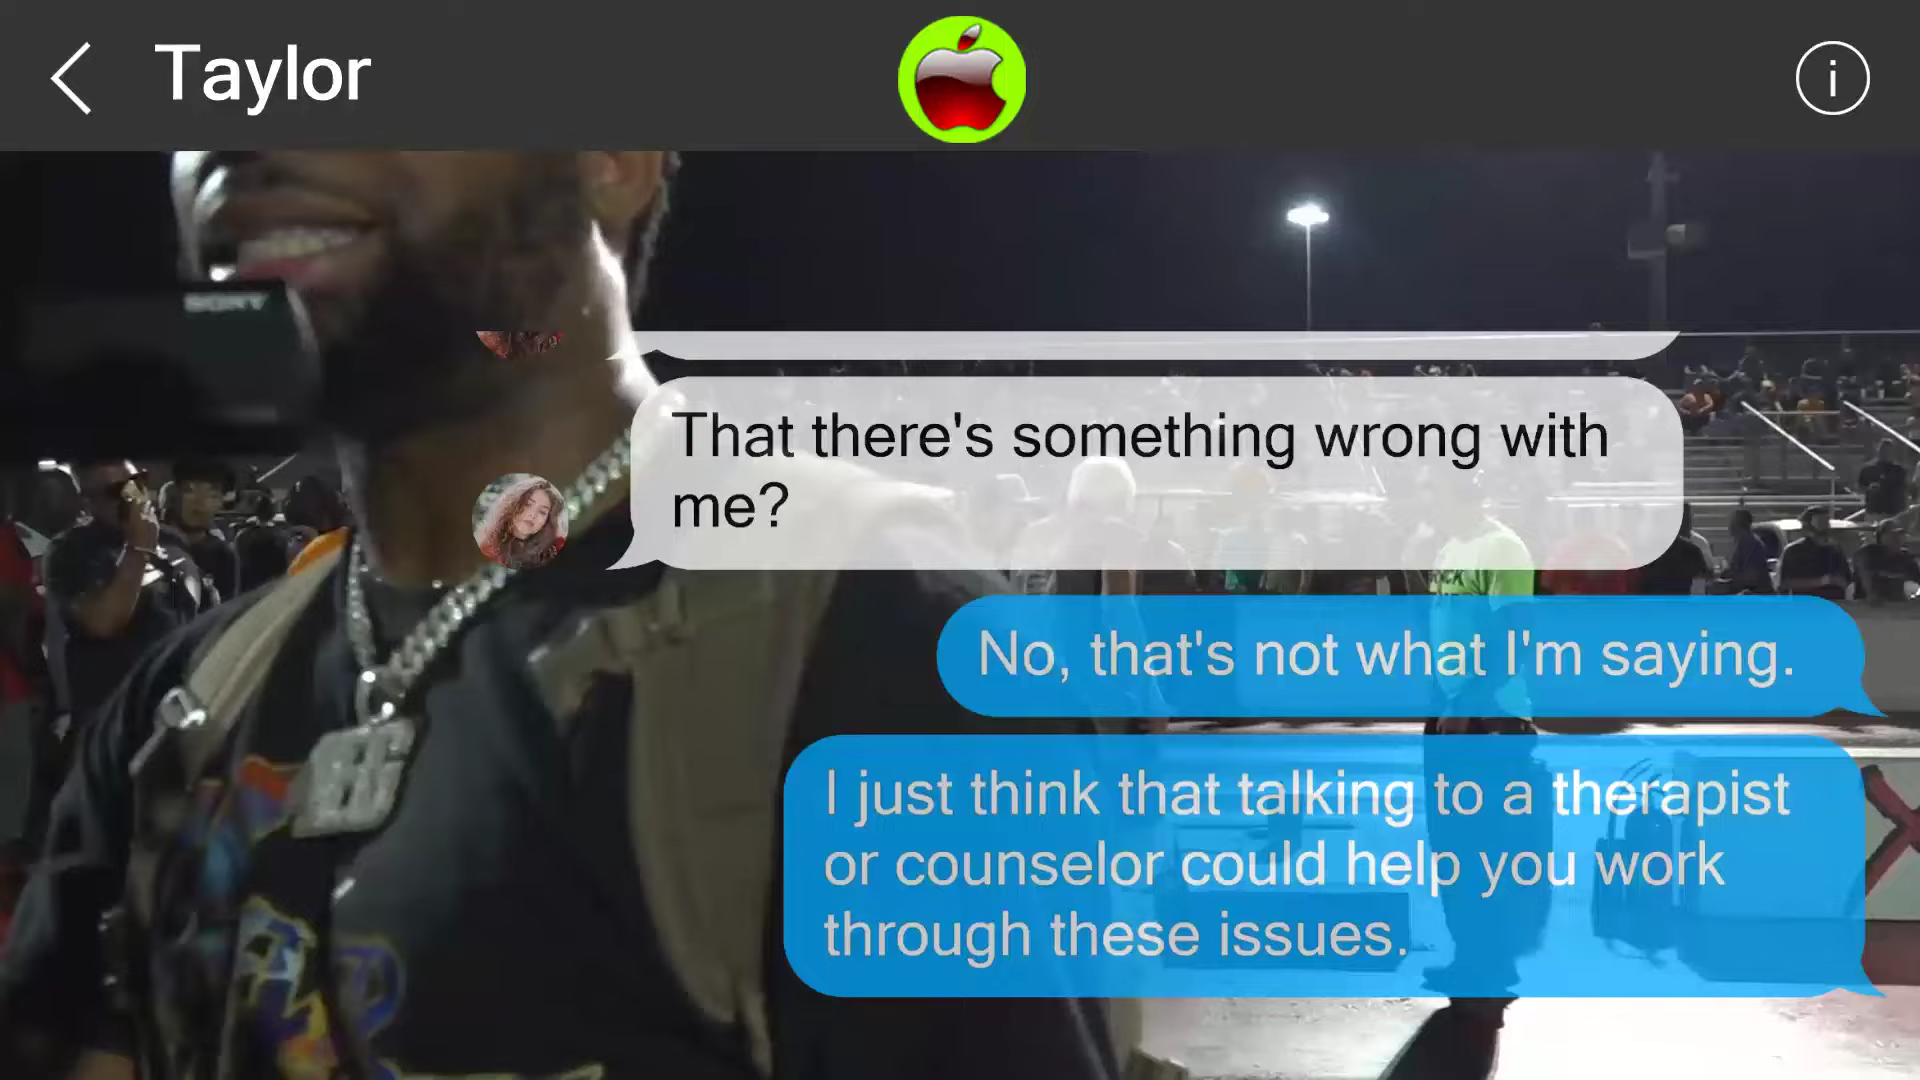 Taylor
i
SONY
That there's something wrong with
me?
No, that's not what I'm saying.
I just think that talking to a therapist
or counselor could help you work
through these issues.